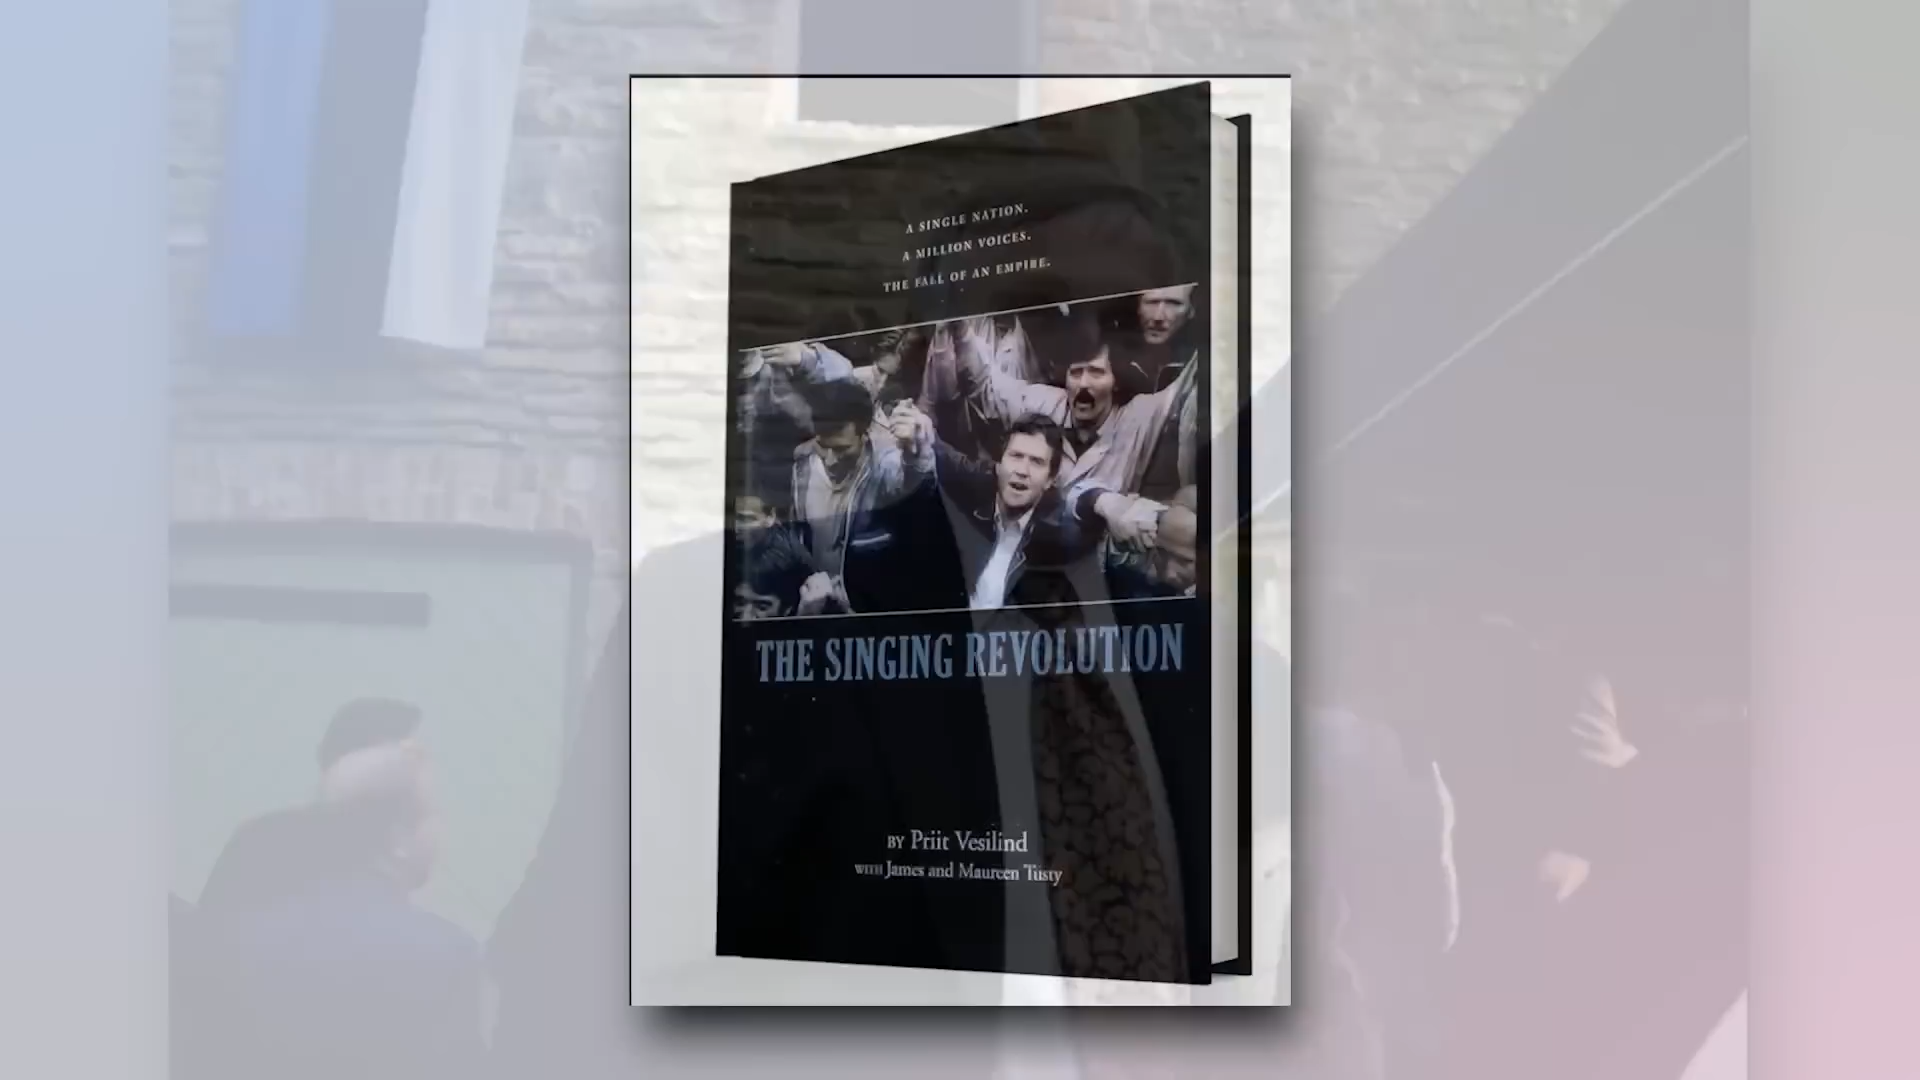 A SINGLE NATION.
A MILLION VOICES.
THE FALL OF AN EMPIRE.
THE SINGING REVOLUTION
BY Priit Vesilind
WITH James and Maureen Tusty